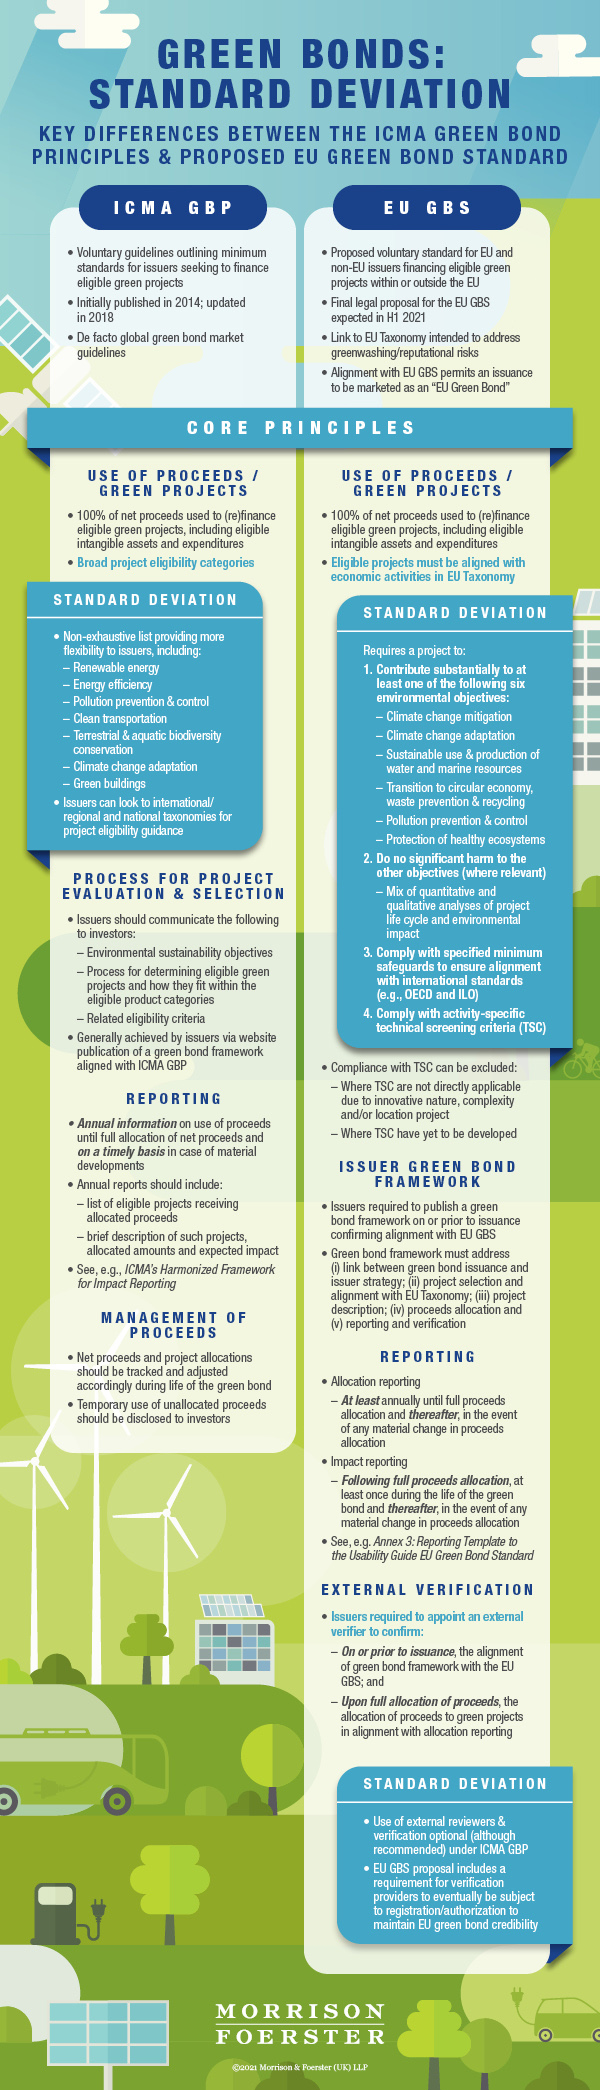 GREEN BONDS:
STANDARD DEVIATION
KEY DIFFERENCES BETWEEN THE ICMA GREEN BOND
PRINCIPLES & PROPOSED EU GREEN BOND STANDARD
ICMA GBP
• Voluntary guidelines outlining minimum
standards for issuers seeking to finance
eligible green projects
• Initially published in 2014; updated
in 2018
• De facto global green bond market
guidelines
EU GBS
• Proposed voluntary standard for EU and
non-EU issuers financing eligible green
projects within or outside the EU
• Final legal proposal for the EU GBS
expected in H1 2021
• Link to EU Taxonomy intended to address
greenwashing/reputational risks
• Alignment with EU GBS permits an issuance
to be marketed as an “EU Green Bond”
CORE PRINCIPLES
USE OF PROCEEDS /
GREEN PROJECTS
• 100% of net proceeds used to (re)finance
eligible green projects, including eligible
intangible assets and expenditures
• Broad project eligibility categories
STANDARD DEVIATION
• Non-exhaustive list providing more
flexibility to issuers, including:
– Renewable energy
– Energy efficiency
– Pollution prevention & control
– Clean transportation
– Terrestrial & aquatic biodiversity
conservation
– Climate change adaptation
– Green buildings
• Issuers can look to international/
regional and national taxonomies for
project eligibility guidance
PROCESS FOR PROJECT
EVALUATION & SELECTION
• Issuers should communicate the following
to investors:
– Environmental sustainability objectives
– Process for determining eligible green
projects and how they fit within the
eligible product categories
– Related eligibility criteria
• Generally achieved by issuers via website
publication of a green bond framework
aligned with ICMA GBP
REPORTING
• Annual information on use of proceeds
until full allocation of net proceeds and
on a timely basis in case of material
developments
• Annual reports should include:
– list of eligible projects receiving
allocated proceeds
– brief description of such projects,
allocated amounts and expected impact
• See, e.g., ICMA's Harmonized Framework
for Impact Reporting
MANAGEMENT OF
PROCEEDS
• Net proceeds and project allocations
should be tracked and adjusted
accordingly during life of the green bond
• Temporary use of unallocated proceeds
should be disclosed to investors
USE OF PROCEEDS /
GREEN PROJECTS
• 100% of net proceeds used to (re)finance
eligible green projects, including eligible
intangible assets and expenditures
• Eligible projects must be aligned with
economic activities in EU Taxonomy
STANDARD DEVIATION
Requires a project to:
1. Contribute substantially to at
least one of the following six
environmental objectives:
– Climate change mitigation
– Climate change adaptation
– Sustainable use & production of
water and marine resources
– Transition to circular economy,
waste prevention & recycling
– Pollution prevention & control
– Protection of healthy ecosystems
2. Do no significant harm to the
other objectives (where relevant)
– Mix of quantitative and
qualitative analyses of project
life cycle and environmental
impact
3. Comply with specified minimum
safeguards to ensure alignment
with international standards
(e.g., OECD and ILO)
4. Comply with activity-specific
technical screening criteria (TSC)
• Compliance with TSC can be excluded:
– Where TSC are not directly applicable
due to innovative nature, complexity
and/or location project
– Where TSC have yet to be developed
ISSUER GREEN BOND
FRAMEWORK
• Issuers required to publish a green
bond framework on or prior to issuance
confirming alignment with EU GBS
• Green bond framework must address
(i) link between green bond issuance and
issuer strategy; (ii) project selection and
alignment with EU Taxonomy; (iii) project
description; (iv) proceeds allocation and
(v) reporting and verification
REPORTING
• Allocation reporting
– At least annually until full proceeds
allocation and thereafter, in the event
of any material change in proceeds
allocation
• Impact reporting
– Following full proceeds allocation, at
least once during the life of the green
bond and thereafter, in the event of any
material change in proceeds allocation
• See, e.g. Annex 3: Reporting Template to
the Usability Guide EU Green Bond Standard
EXTERNAL VERIFICATION
• Issuers required to appoint an external
verifier to confirm:
– On or prior to issuance, the alignment
of green bond framework with the EU
GBS; and
– Upon full allocation of proceeds, the
allocation of proceeds to green projects
in alignment with allocation reporting
STANDARD DEVIATION
• Use of external reviewers &
verification optional (although
recommended) under ICMA GBP
• EU GBS proposal includes a
requirement for verification
providers to eventually be subject
to registration/authorization to
maintain EU green bond credibility
MORRISON
FOERSTER
©2021 Morrison & Foerster (UK) LLP